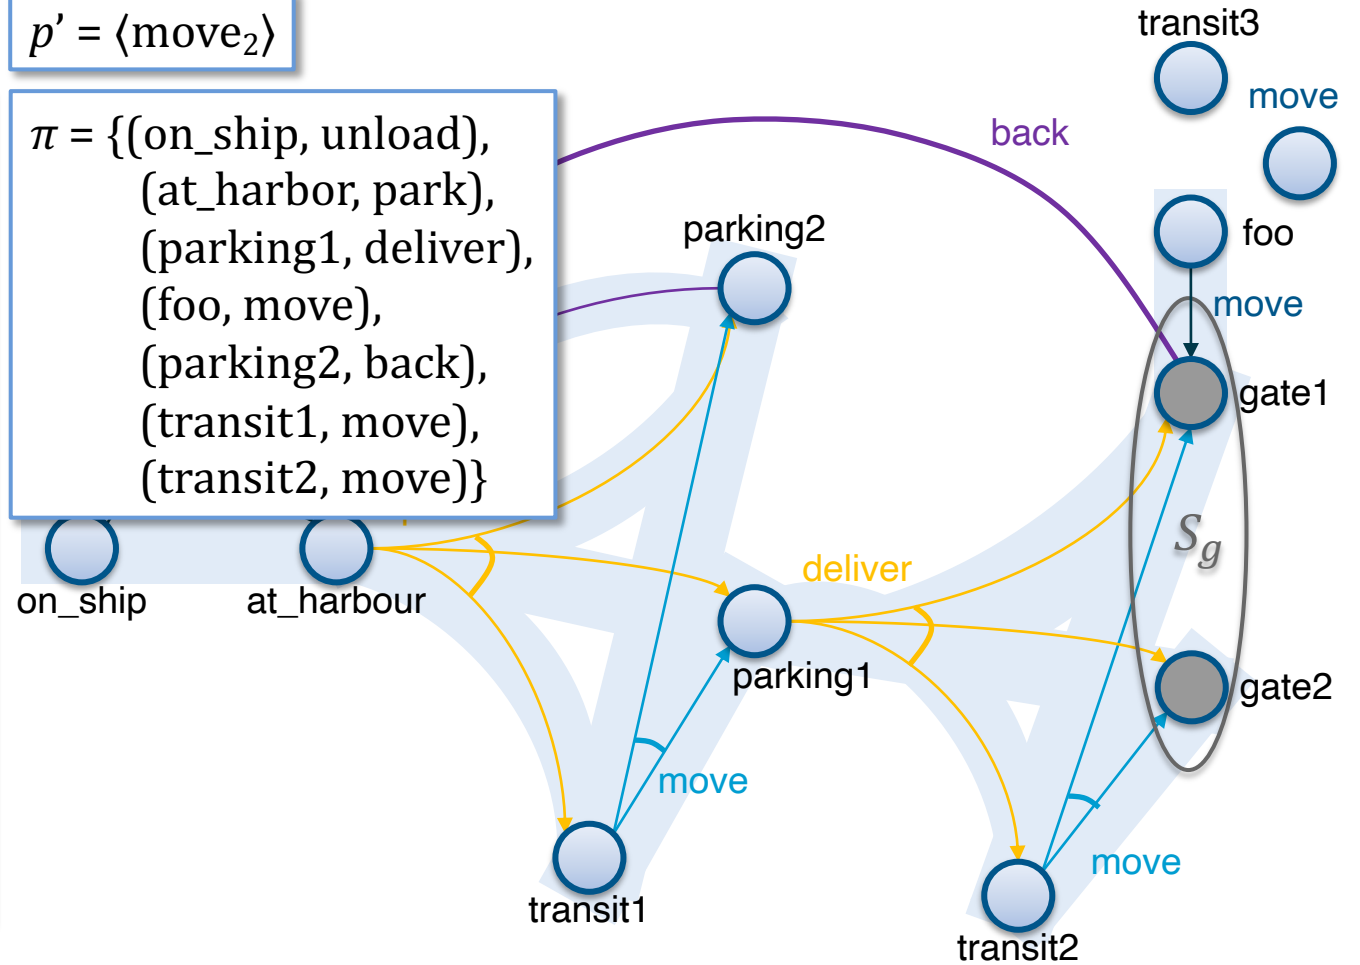 p’ = ⟨move₂⟩
π = {(on_ship, unload),
(at_harbor, park),
(parking1, deliver),
(foo, move),
(parking2, back),
(transit1, move),
(transit2, move)}
transit3
move
back
foo
parking2
move
gate1
S_g
deliver
on_ship
at_harbour
parking1
gate2
move
move
transit1
transit2